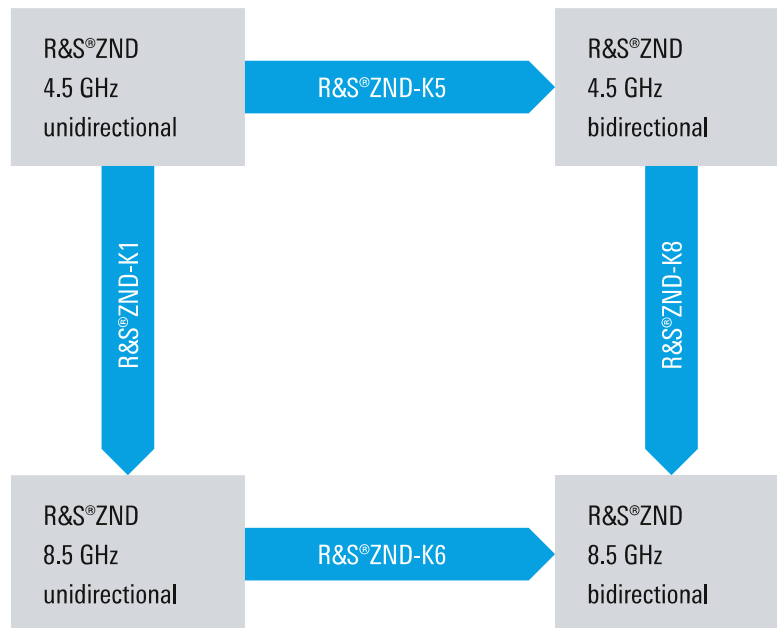 R&S®ZND
4.5 GHz
unidirectional
R&S®ZND-K5
R&S®ZND
4.5 GHz
bidirectional
R&S®ZND-K1
R&S®ZND-K8
R&S®ZND
8.5 GHz
unidirectional
R&S®ZND-K6
R&S®ZND
8.5 GHz
bidirectional